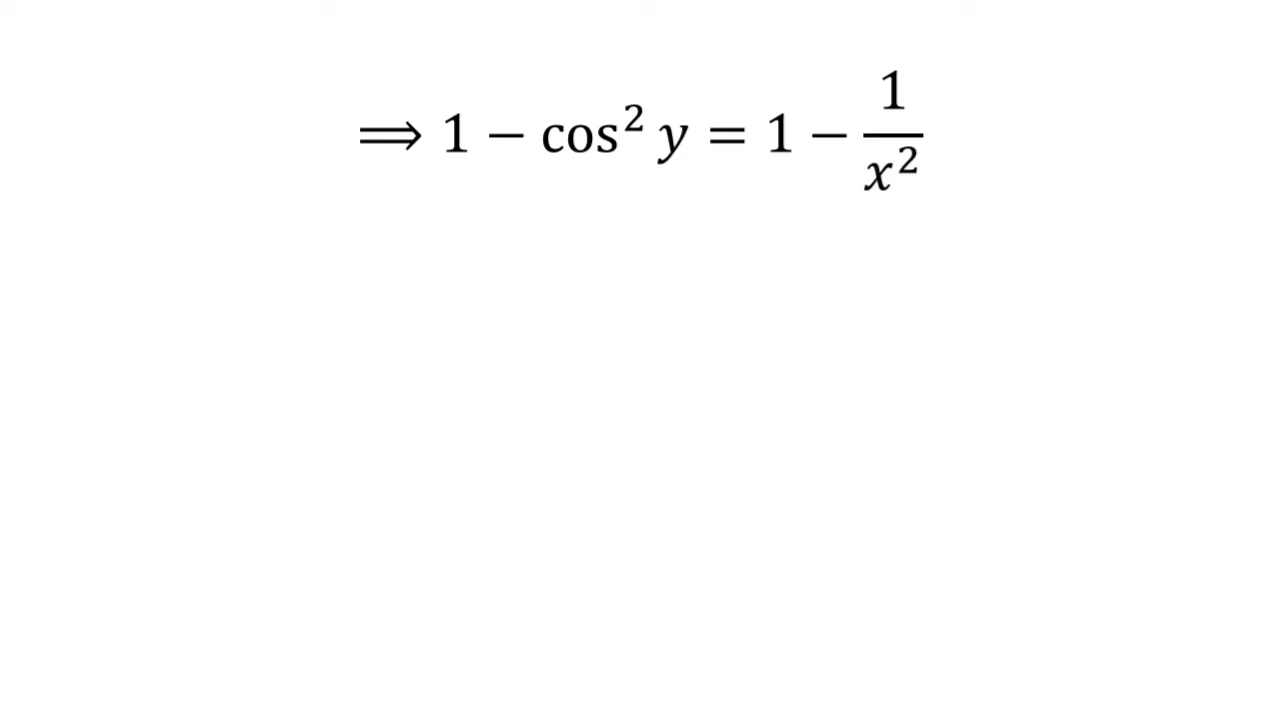 ⟹ 1 − cos² y = 1 − 1/x²